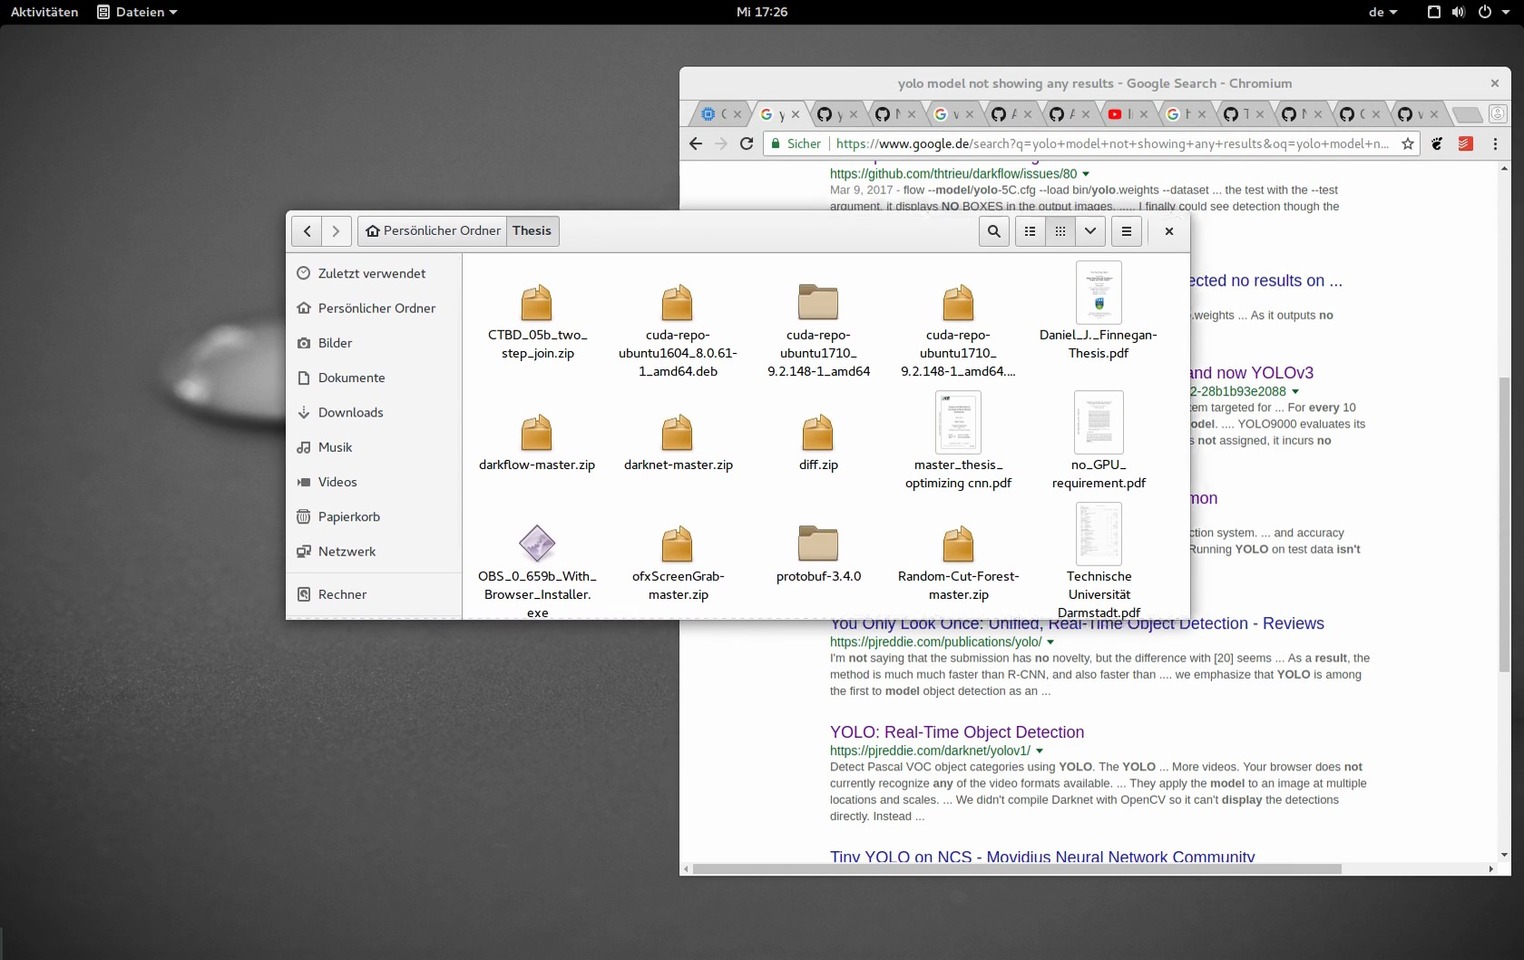 Aktivitäten
Dateien
Mi 17:26
de
yolo model not showing any results - Google Search - Chromium
Sicher
https://www.google.de/search?q=yolo+model+not+showing+any+results&oq=yolo+model+n...
https://github.com/thtrieu/darkflow/issues/80
Mar 9, 2017 - flow --model/yolo-5C.cfg --load bin/yolo.weights --dataset ... the test with the --test
argument, it displays NO BOXES in the output images. ..... I finally could see detection though the
Persönlicher Ordner
Thesis
Zuletzt verwendet
Persönlicher Ordner
Bilder
Dokumente
Downloads
Musik
Videos
Papierkorb
Netzwerk
Rechner
CTBD_05b_two_
step_join.zip
cuda-repo-
ubuntu1604_8.0.61-
1_amd64.deb
cuda-repo-
ubuntu1710_
9.2.148-1_amd64
cuda-repo-
ubuntu1710_
9.2.148-1_amd64....
Daniel_J._Finnegan-
Thesis.pdf
darkflow-master.zip
darknet-master.zip
diff.zip
master_thesis_
optimizing cnn.pdf
no_GPU_
requirement.pdf
OBS_0_659b_With_
Browser_Installer.
exe
ofxScreenGrab-
master.zip
protobuf-3.4.0
Random-Cut-Forest-
master.zip
Technische
Universität
Darmstadt.pdf
ected no results on ...
.weights ... As it outputs no
and now YOLOv3
2-28b1b93e2088
tem targeted for ... For every 10
odel. .... YOLO9000 evaluates its
s not assigned, it incurs no
mon
ction system. ... and accuracy
Running YOLO on test data isn't
You Only Look Once: Unified, Real-Time Object Detection - Reviews
https://pjreddie.com/publications/yolo/
I'm not saying that the submission has no novelty, but the difference with [20] seems ... As a result, the
method is much much faster than R-CNN, and also faster than .... we emphasize that YOLO is among
the first to model object detection as an ...
YOLO: Real-Time Object Detection
https://pjreddie.com/darknet/yolov1/
Detect Pascal VOC object categories using YOLO. The YOLO ... More videos. Your browser does not
currently recognize any of the video formats available. ... They apply the model to an image at multiple
locations and scales. ... We didn't compile Darknet with OpenCV so it can't display the detections
directly. Instead ...
Tiny YOLO on NCS - Movidius Neural Network Community